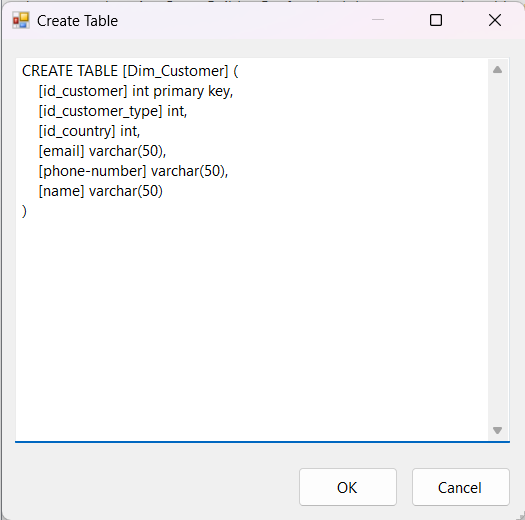 Create Table
CREATE TABLE [Dim_Customer] (
    [id_customer] int primary key,
    [id_customer_type] int,
    [id_country] int,
    [email] varchar(50),
    [phone-number] varchar(50),
    [name] varchar(50)
)
OK
Cancel